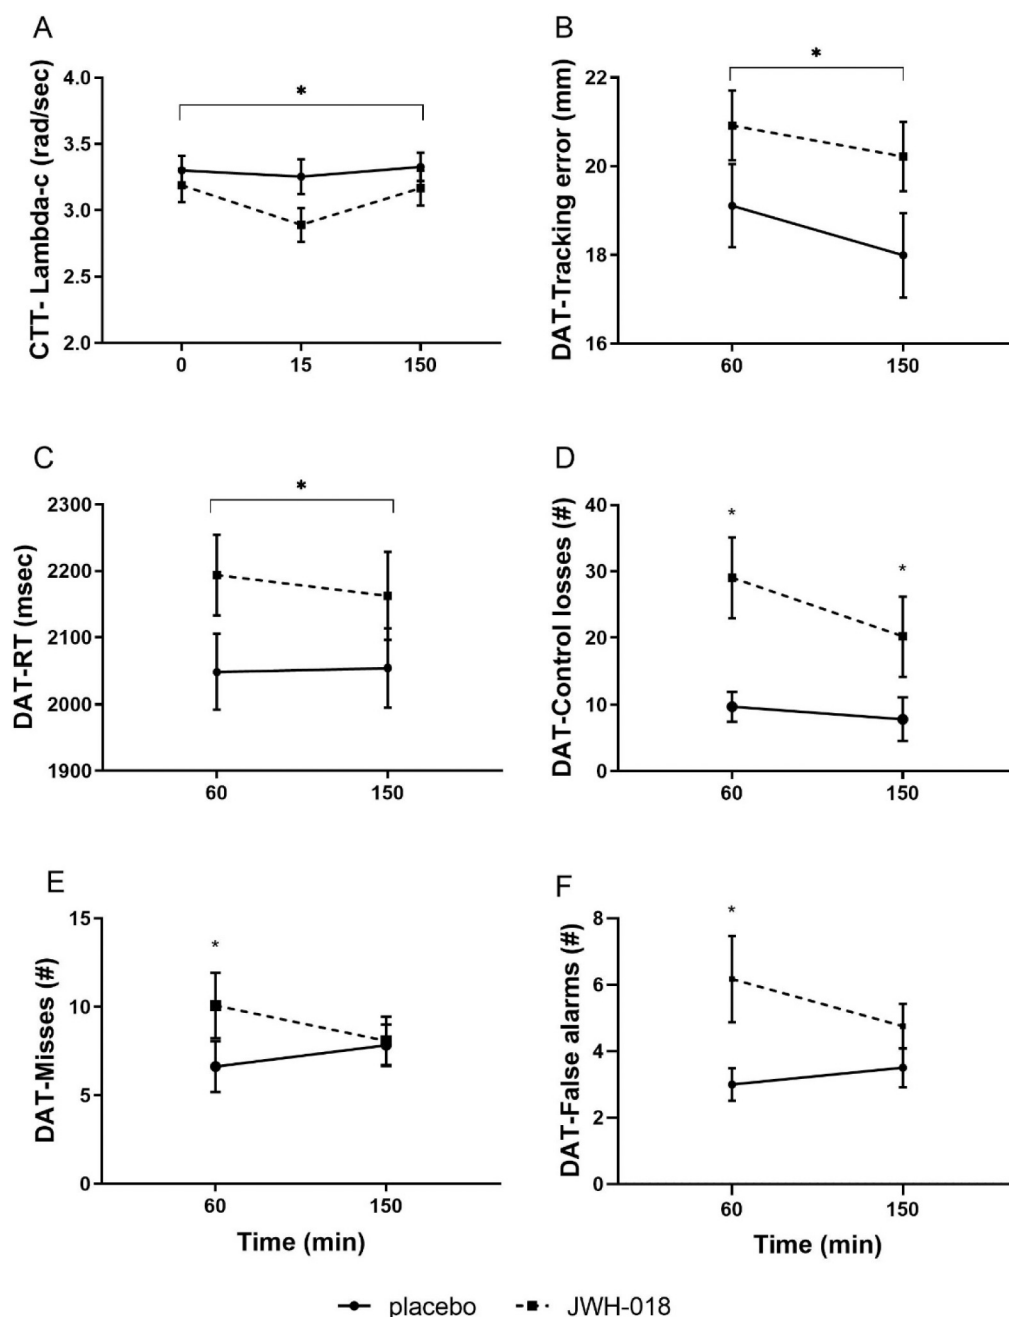 A
CTT- Lambda-c (rad/sec)
4.0
3.5
3.0
2.5
2.0
*
0 15 150
B
DAT-Tracking error (mm)
22
20
18
16
*
60 150
C
DAT-RT (msec)
2300
2200
2100
2000
1900
*
60 150
D
DAT-Control losses (#)
40
30
20
10
0
*
*
60 150
E
DAT-Misses (#)
15
10
5
0
*
60 150
Time (min)
F
DAT-False alarms (#)
8
6
4
2
0
*
60 150
Time (min)
placebo JWH-018